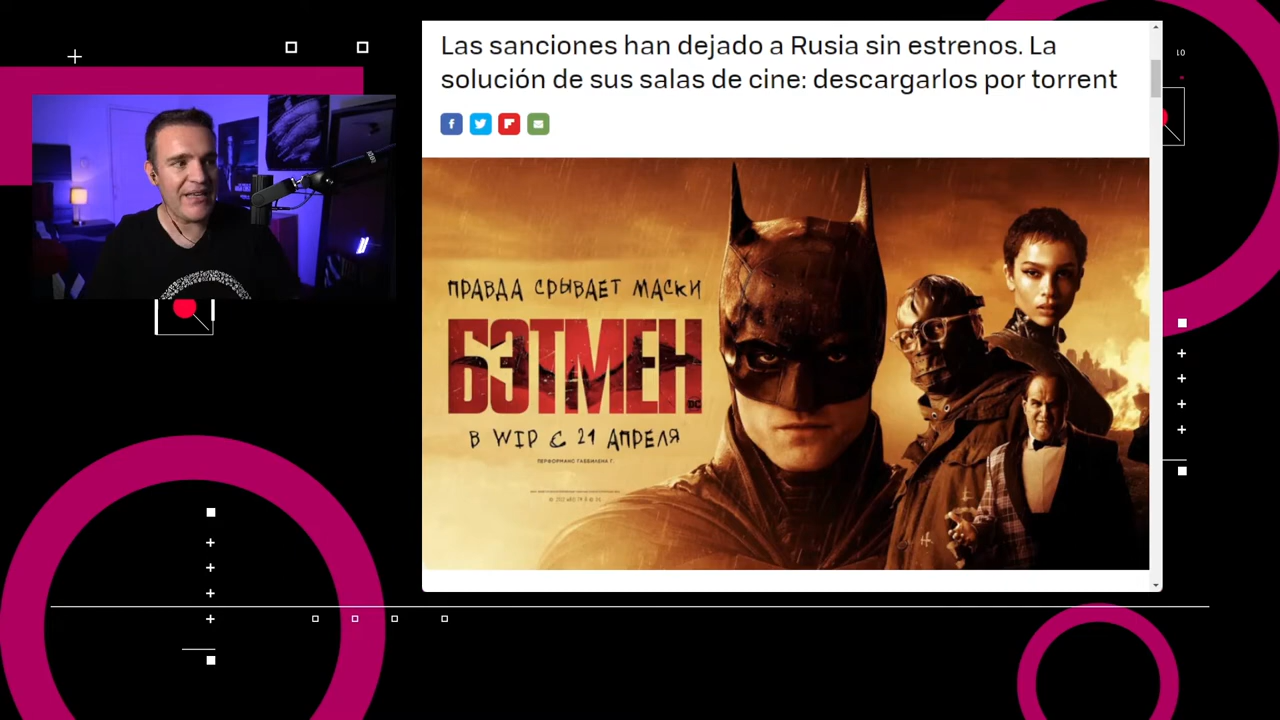 Las sanciones han dejado a Rusia sin estrenos. La
solución de sus salas de cine: descargarlos por torrent
ПРАВДА СРЫВАЕТ МАСКИ
БЭТМЕН
DC
В WIP С 21 АПРЕЛЯ